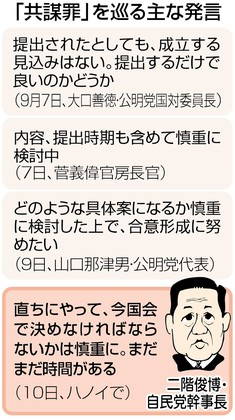 「共謀罪」を巡る主な発言
提出されたとしても、成立する
見込みはない。提出するだけで
良いのかどうか
(9月7日、大口善徳・公明党国対委員長)
内容、提出時期も含めて慎重に
検討中
(7日、菅義偉官房長官)
どのような具体案になるか慎重
に検討した上で、合意形成に努
めたい
(9日、山口那津男・公明党代表)
直ちにやって、今国会
で決めなければなら
ないかは慎重に。まだ
まだ時間がある
(10日、ハノイで)
二階俊博・
自民党幹事長